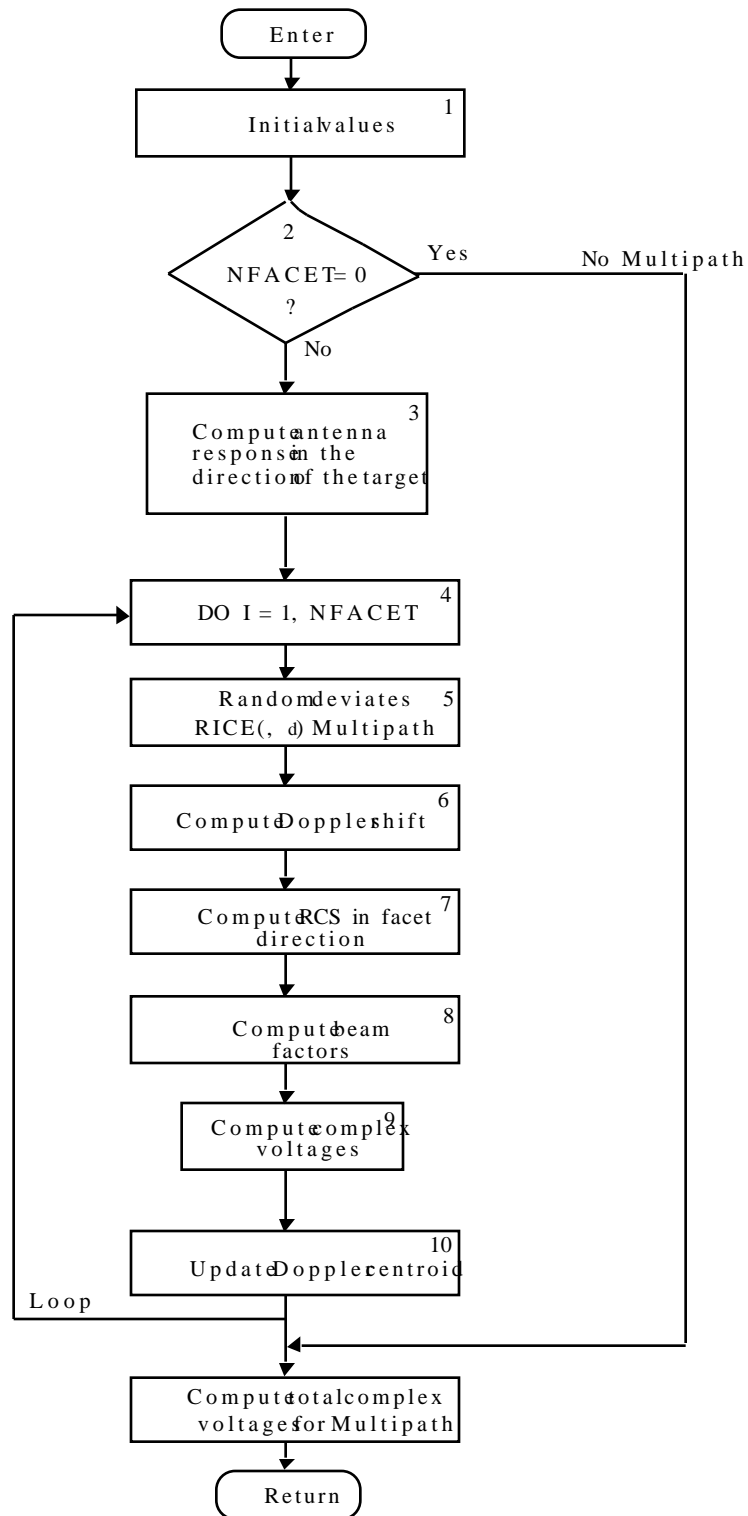 Enter
1
Initial values
2
NFACET = 0
?
Yes
No Multipath
No
3
Compute antenna
response in the
direction of the target
4
DO I = 1, NFACET
5
Random deviates
RICE(, d) Multipath
6
Compute Doppler shift
7
Compute RCS in facet
direction
8
Compute beam
factors
9
Compute complex
voltages
10
Update Doppler centroid
Loop
Compute total complex
voltages for Multipath
Return